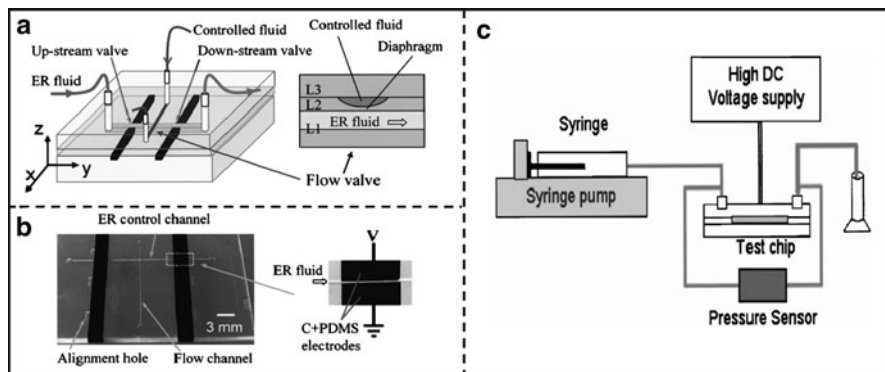 a
Controlled fluid
Up-stream valve
Down-stream valve
ER fluid
z
y
x
Flow valve
Controlled fluid
Diaphragm
L3
L2
L1
ER fluid
b
ER control channel
3 mm
Alignment hole
Flow channel
V
ER fluid
C+PDMS
electrodes
c
High DC
Voltage supply
Syringe
Syringe pump
Test chip
Pressure Sensor